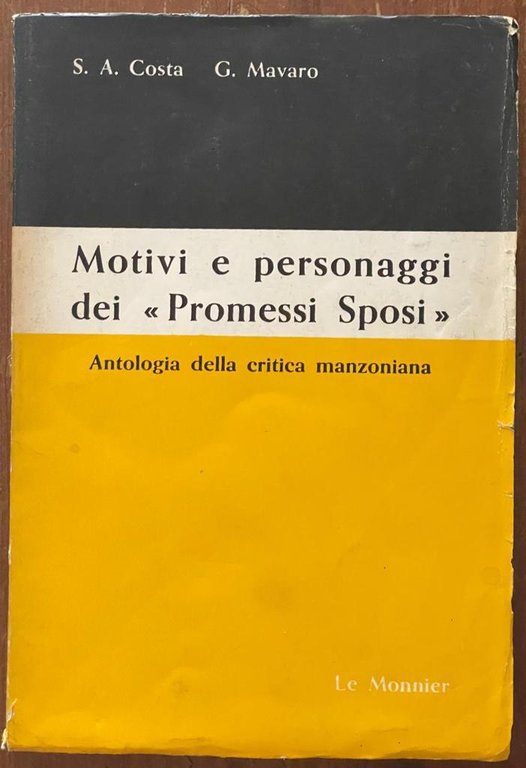 S. A. Costa G. Mavaro
Motivi e personaggi
dei « Promessi Sposi »
Antologia della critica manzoniana
Le Monnier